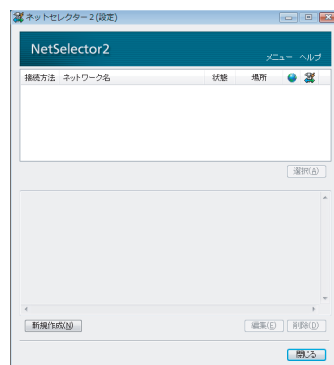 ネットセレクター2(設定)
NetSelector2
メニュー ヘルプ
接続方法 ネットワーク名 状態 場所
選択(A)
新規作成(N) 編集(E) 削除(D)
閉じる